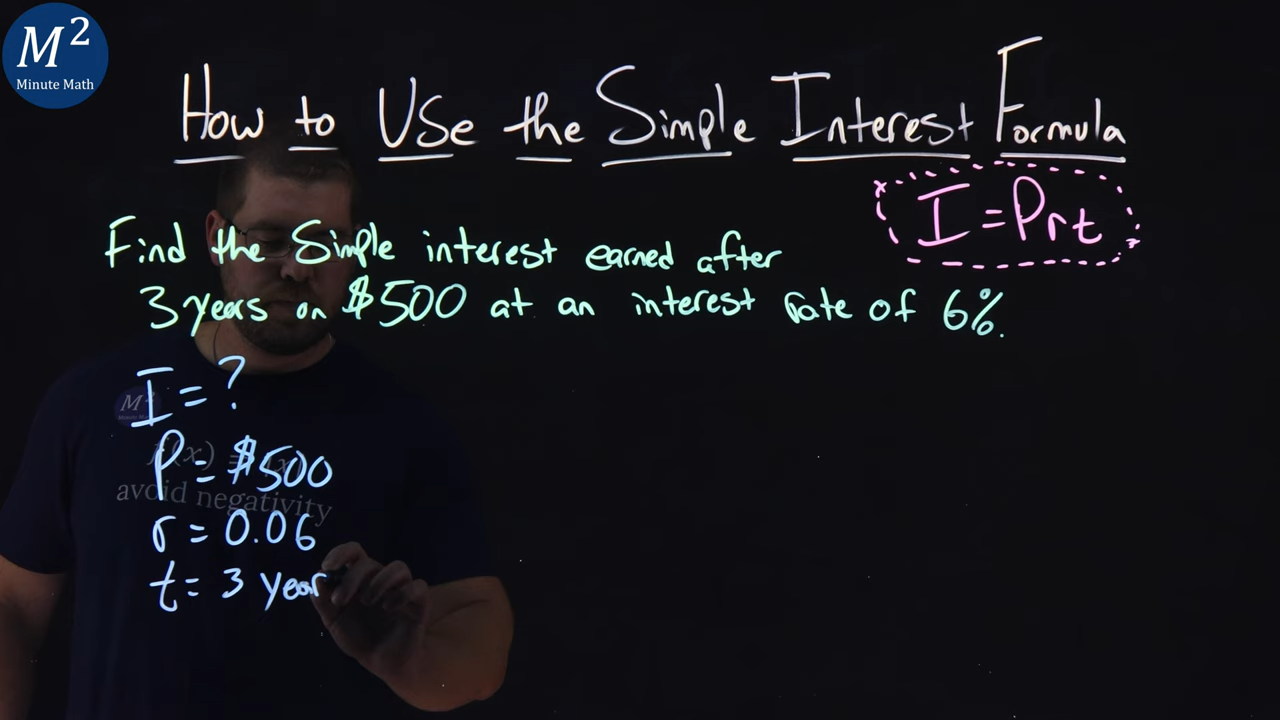 M²
Minute Math
How to Use the Simple Interest Formula
I = Prt
Find the Simple interest earned after
3 years on $500 at an interest rate of 6%.
I = ?
P = $500
r = 0.06
t = 3 year
M²
avoid negativity